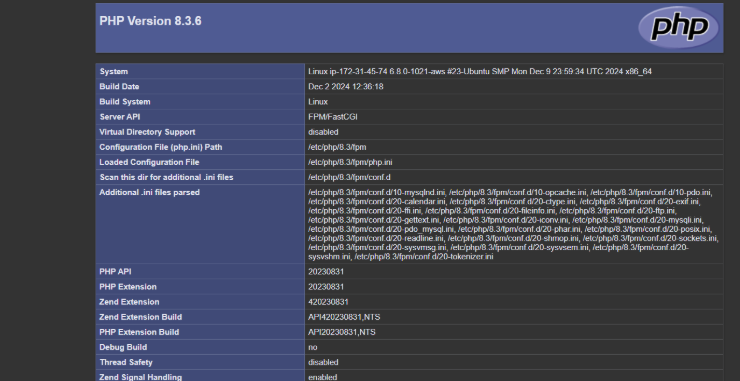 PHP Version 8.3.6
php
System Linux ip-172-31-45-74 6.8.0-1021-aws #23-Ubuntu SMP Mon Dec 9 23:59:34 UTC 2024 x86_64
Build Date Dec 2 2024 12:36:18
Build System Linux
Server API FPM/FastCGI
Virtual Directory Support disabled
Configuration File (php.ini) Path /etc/php/8.3/fpm
Loaded Configuration File /etc/php/8.3/fpm/php.ini
Scan this dir for additional .ini files /etc/php/8.3/fpm/conf.d
Additional .ini files parsed /etc/php/8.3/fpm/conf.d/10-mysqlnd.ini, /etc/php/8.3/fpm/conf.d/10-opcache.ini, /etc/php/8.3/fpm/conf.d/10-pdo.ini,
/etc/php/8.3/fpm/conf.d/20-calendar.ini, /etc/php/8.3/fpm/conf.d/20-ctype.ini, /etc/php/8.3/fpm/conf.d/20-exif.ini,
/etc/php/8.3/fpm/conf.d/20-ffi.ini, /etc/php/8.3/fpm/conf.d/20-fileinfo.ini, /etc/php/8.3/fpm/conf.d/20-ftp.ini,
/etc/php/8.3/fpm/conf.d/20-gettext.ini, /etc/php/8.3/fpm/conf.d/20-iconv.ini, /etc/php/8.3/fpm/conf.d/20-mysqli.ini,
/etc/php/8.3/fpm/conf.d/20-pdo_mysql.ini, /etc/php/8.3/fpm/conf.d/20-phar.ini, /etc/php/8.3/fpm/conf.d/20-posix.ini,
/etc/php/8.3/fpm/conf.d/20-readline.ini, /etc/php/8.3/fpm/conf.d/20-shmop.ini, /etc/php/8.3/fpm/conf.d/20-sockets.ini,
/etc/php/8.3/fpm/conf.d/20-sysvmsg.ini, /etc/php/8.3/fpm/conf.d/20-sysvsem.ini, /etc/php/8.3/fpm/conf.d/20-
sysvshm.ini, /etc/php/8.3/fpm/conf.d/20-tokenizer.ini
PHP API 20230831
PHP Extension 20230831
Zend Extension 420230831
Zend Extension Build API420230831,NTS
PHP Extension Build API20230831,NTS
Debug Build no
Thread Safety disabled
Zend Signal Handling enabled